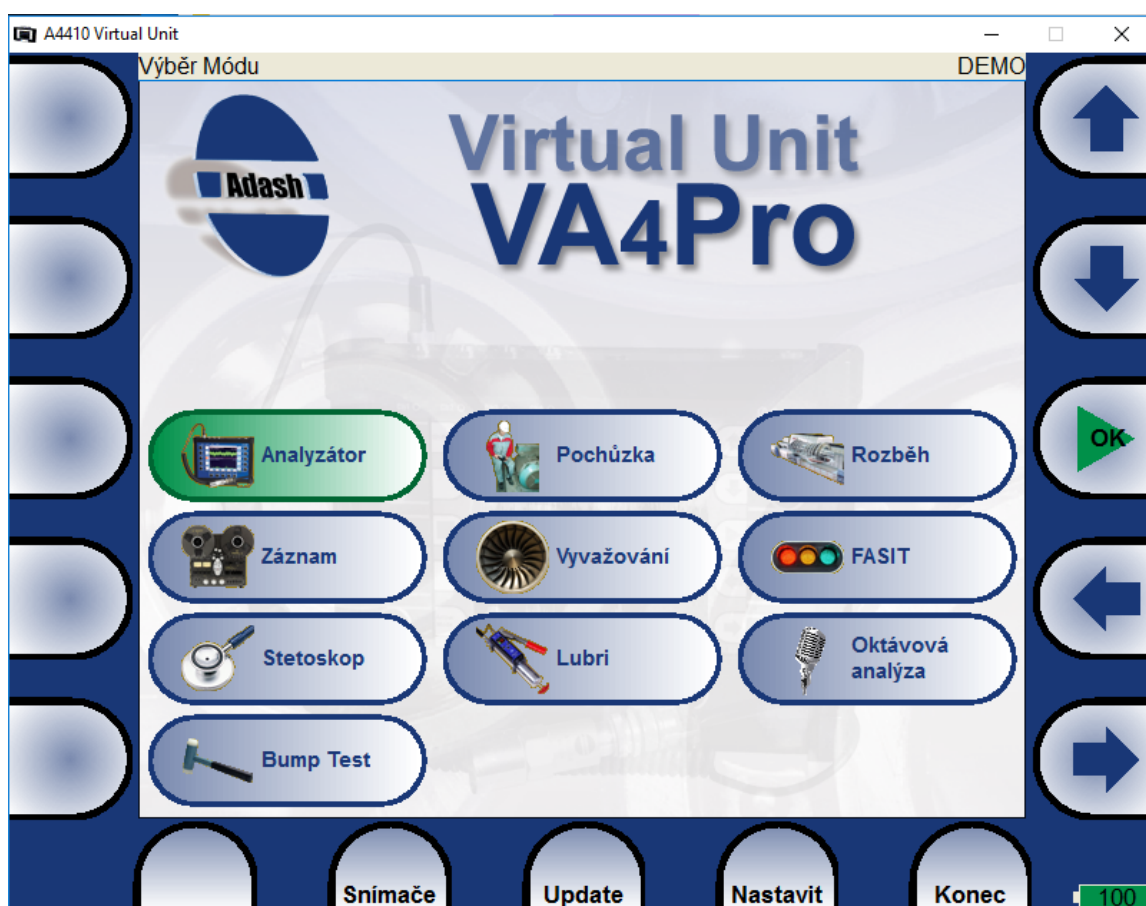 A4410 Virtual Unit
Výběr Módu DEMO
Adash
Virtual Unit
VA4Pro
Analyzátor
Pochůzka
Rozběh
OK
Záznam
Vyvažování
FASIT
Stetoskop
Lubri
Oktávová
analýza
Bump Test
Snímače
Update
Nastavit
Konec
100